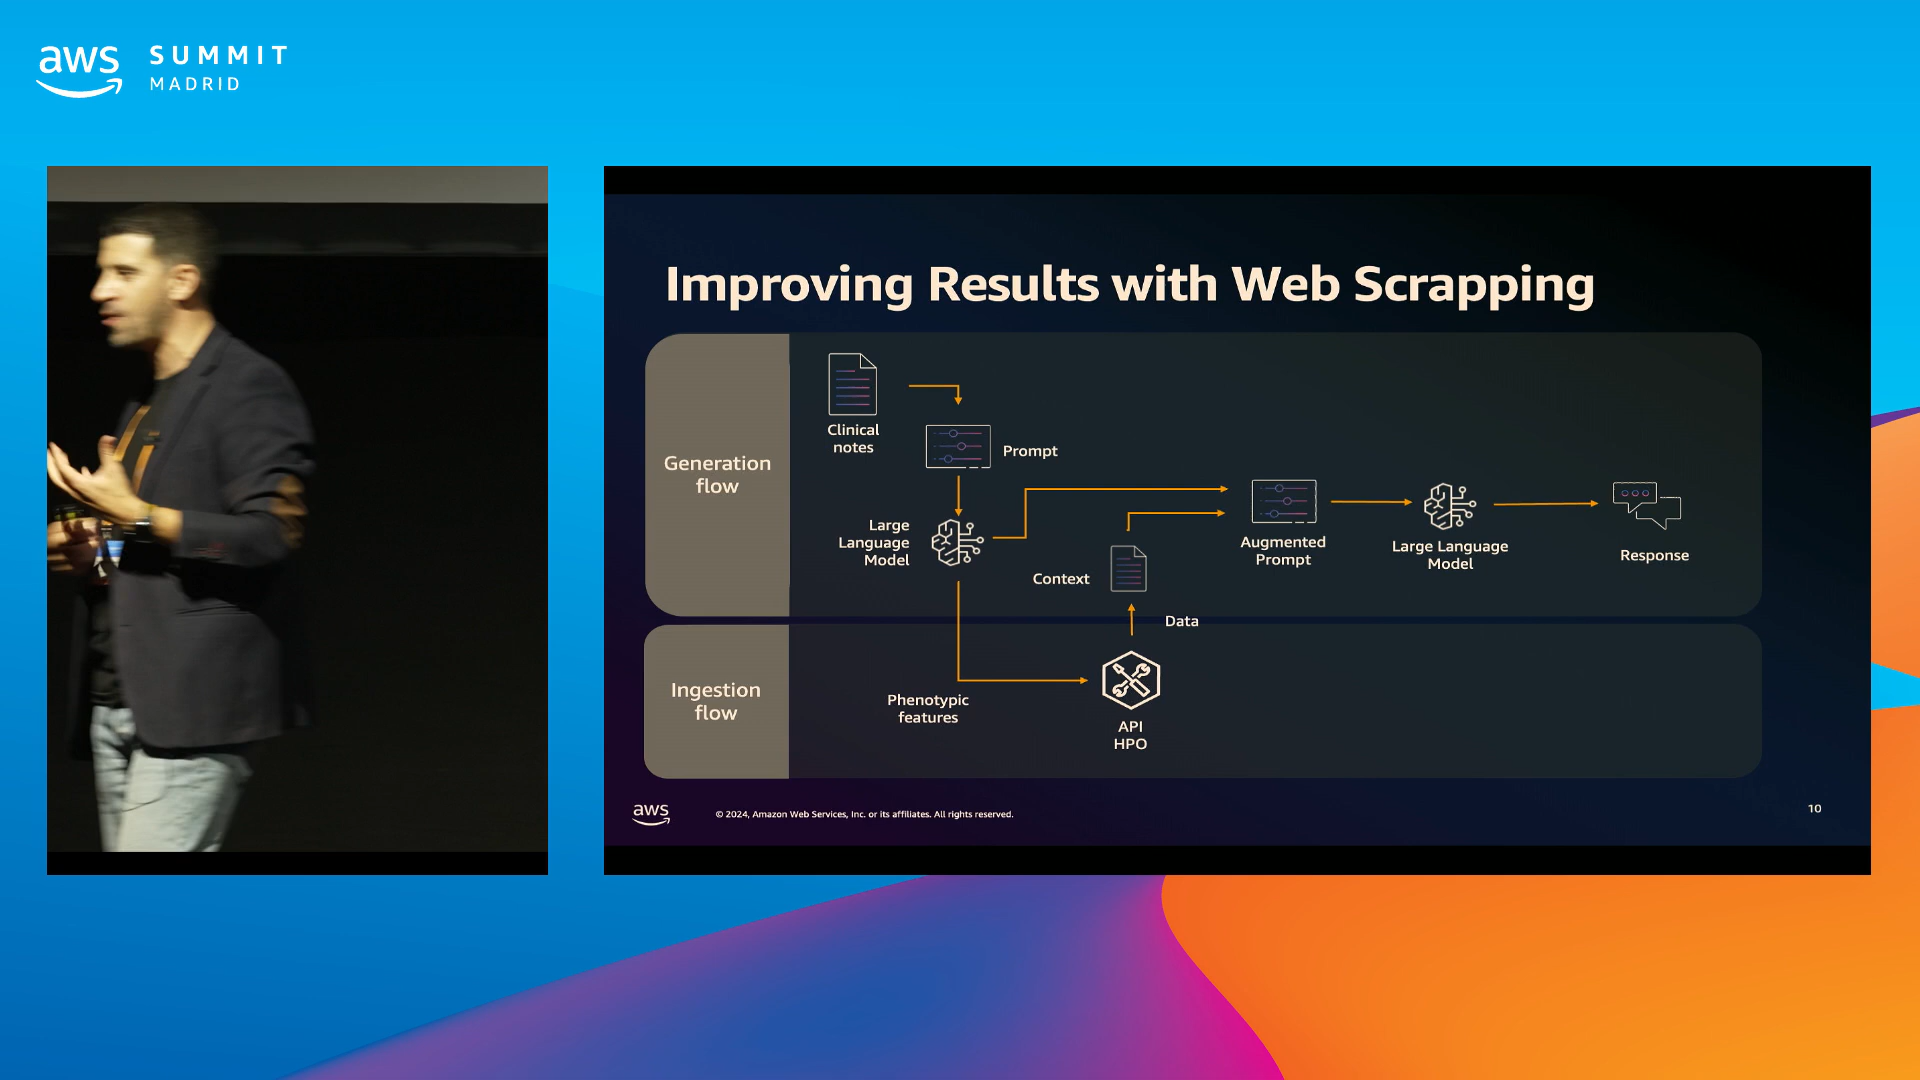 aws
SUMMIT
MADRID
Improving Results with Web Scrapping
Generation
flow
Clinical
notes
Prompt
Large
Language
Model
Context
Augmented
Prompt
Large Language
Model
Response
Data
Ingestion
flow
Phenotypic
features
API
HPO
aws
© 2024, Amazon Web Services, Inc. or its affiliates. All rights reserved.
10